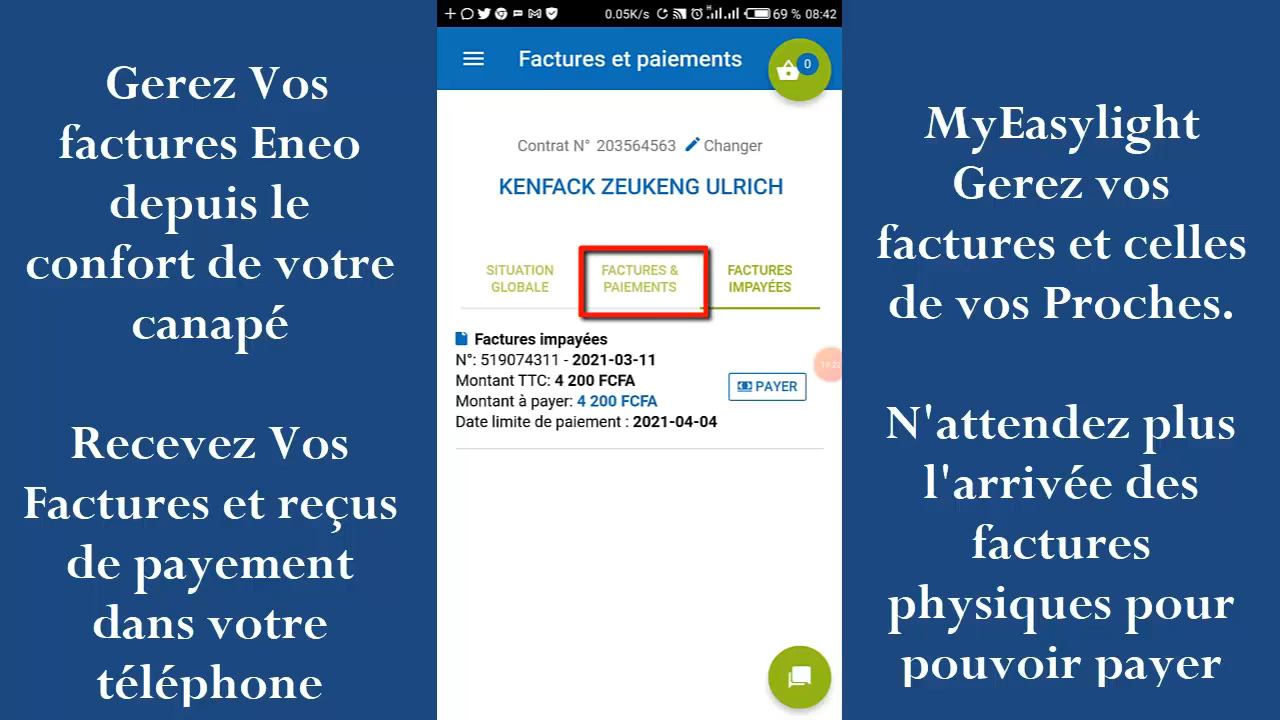 Gerez Vos
factures Eneo
depuis le
confort de votre
canapé
Recevez Vos
Factures et reçus
de payement
dans votre
téléphone
0.05K/s
H
69 % 08:42
Factures et paiements
0
Contrat N° 203564563 Changer
KENFACK ZEUKENG ULRICH
SITUATION
GLOBALE
FACTURES &
PAIEMENTS
FACTURES
IMPAYÉES
Factures impayées
N°: 519074311 - 2021-03-11
Montant TTC: 4 200 FCFA
Montant à payer: 4 200 FCFA
Date limite de paiement : 2021-04-04
PAYER
MyEasylight
Gerez vos
factures et celles
de vos Proches.
N'attendez plus
l'arrivée des
factures
physiques pour
pouvoir payer